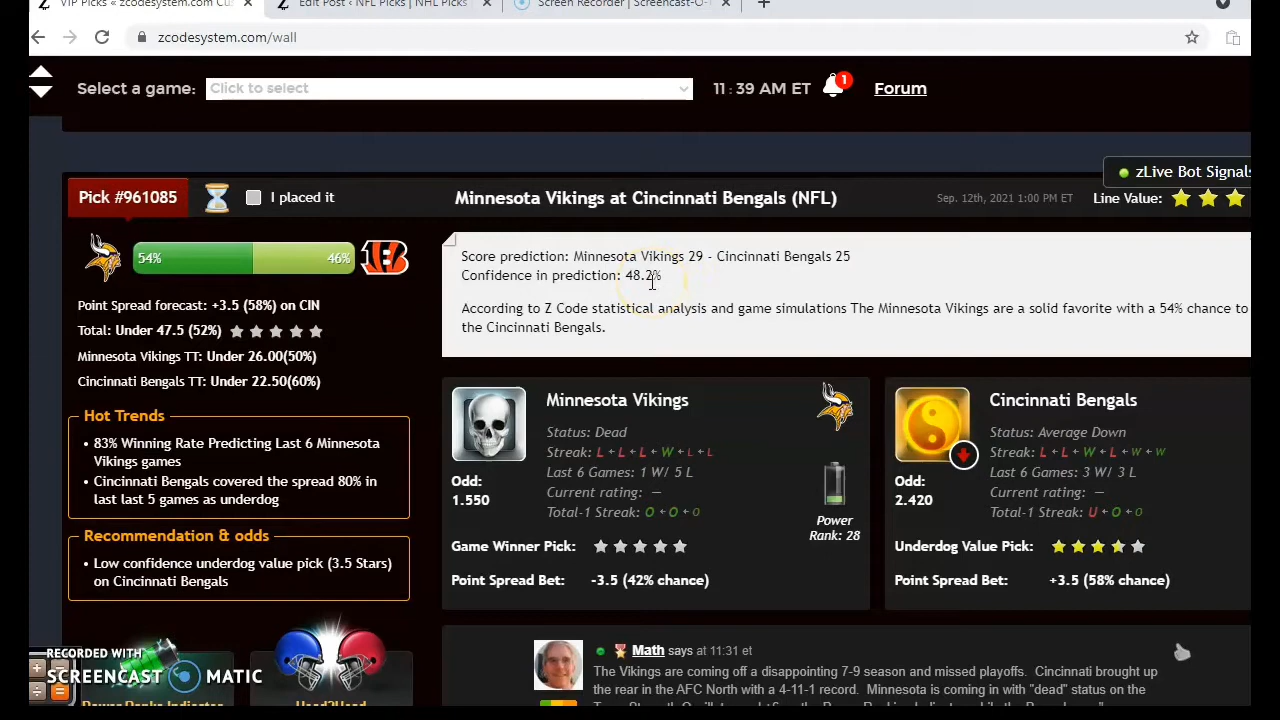 VIP Picks « zcodesystem.com Cu
Edit Post ‹ NFL Picks | NHL Picks
Screen Recorder | Screencast-O-
zcodesystem.com/wall
Select a game:
Click to select
11 : 39 AM ET
1
Forum
zLive Bot Signals
Pick #961085
I placed it
Minnesota Vikings at Cincinnati Bengals (NFL)
Sep. 12th, 2021 1:00 PM ET
Line Value:
54%
46%
Point Spread forecast: +3.5 (58%) on CIN
Total: Under 47.5 (52%)
Minnesota Vikings TT: Under 26.00(50%)
Cincinnati Bengals TT: Under 22.50(60%)
Hot Trends
• 83% Winning Rate Predicting Last 6 Minnesota
Vikings games
• Cincinnati Bengals covered the spread 80% in
last last 5 games as underdog
Recommendation & odds
• Low confidence underdog value pick (3.5 Stars)
on Cincinnati Bengals
Score prediction: Minnesota Vikings 29 - Cincinnati Bengals 25
Confidence in prediction: 48.2%
According to Z Code statistical analysis and game simulations The Minnesota Vikings are a solid favorite with a 54% chance to
the Cincinnati Bengals.
Minnesota Vikings
Status: Dead
Streak: L L L W L L
Last 6 Games: 1 W/ 5 L
Current rating: —
Total-1 Streak: O O O
Odd:
1.550
Power
Rank: 28
Game Winner Pick:
Point Spread Bet: -3.5 (42% chance)
Cincinnati Bengals
Status: Average Down
Streak: L L W L W W
Last 6 Games: 3 W/ 3 L
Current rating: —
Total-1 Streak: U O O
Odd:
2.420
Underdog Value Pick:
Point Spread Bet: +3.5 (58% chance)
RECORDED WITH
SCREENCAST MATIC
Math says at 11:31 et
The Vikings are coming off a disappointing 7-9 season and missed playoffs. Cincinnati brought up
the rear in the AFC North with a 4-11-1 record. Minnesota is coming in with "dead" status on the